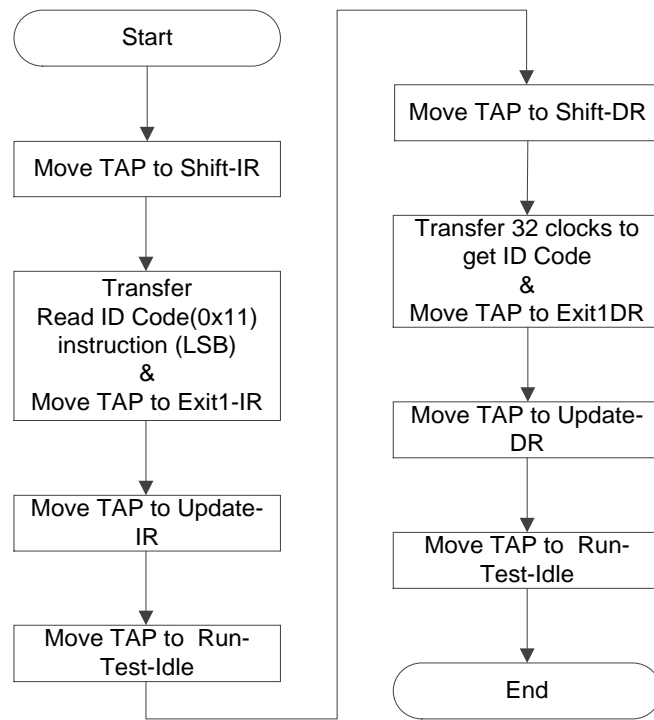 Start
Move TAP to Shift-IR
Transfer
Read ID Code(0x11)
instruction (LSB)
&
Move TAP to Exit1-IR
Move TAP to Update-
IR
Move TAP to Run-
Test-Idle
Move TAP to Shift-DR
Transfer 32 clocks to
get ID Code
&
Move TAP to Exit1DR
Move TAP to Update-
DR
Move TAP to Run-
Test-Idle
End